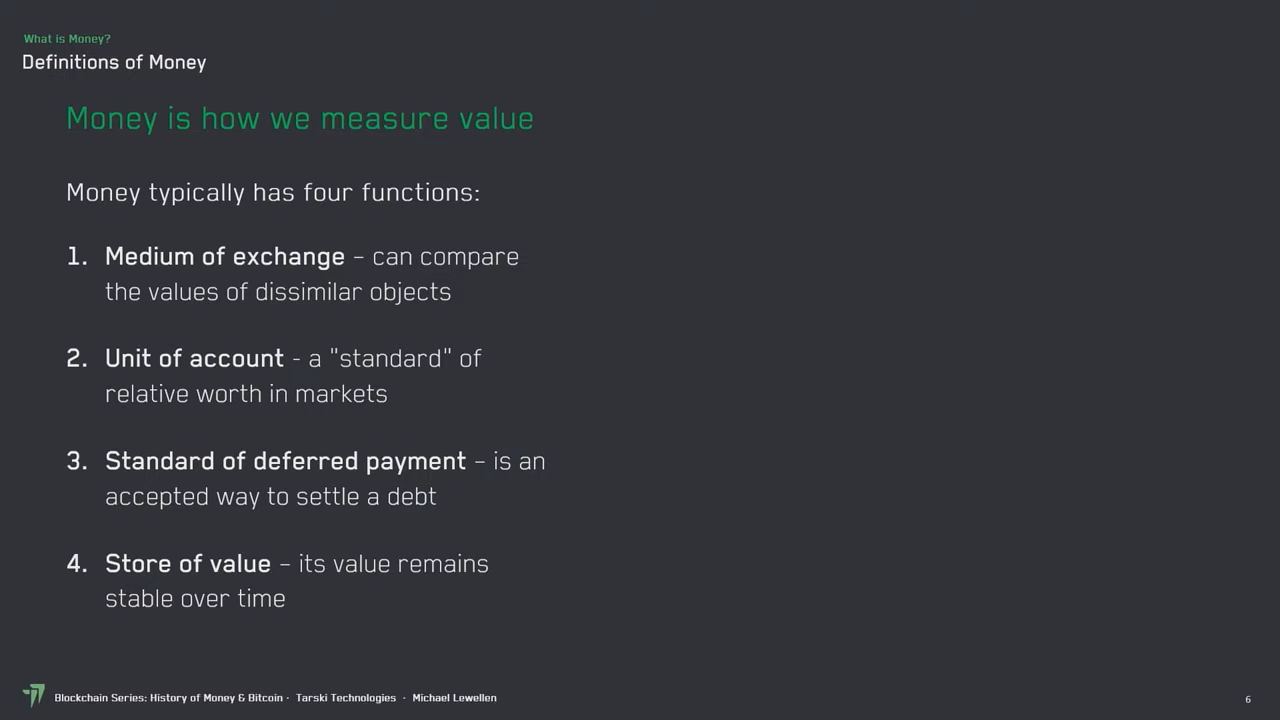 What is Money?
Definitions of Money
Money is how we measure value
Money typically has four functions:
1. Medium of exchange – can compare
the values of dissimilar objects
2. Unit of account - a "standard" of
relative worth in markets
3. Standard of deferred payment – is an
accepted way to settle a debt
4. Store of value – its value remains
stable over time
Blockchain Series: History of Money & Bitcoin · Tarski Technologies · Michael Lewellen
6